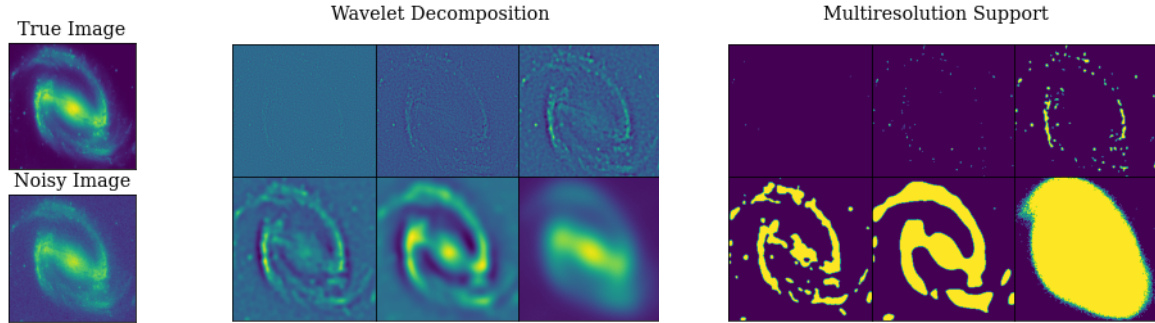 Wavelet Decomposition
Multiresolution Support
True Image
Noisy Image